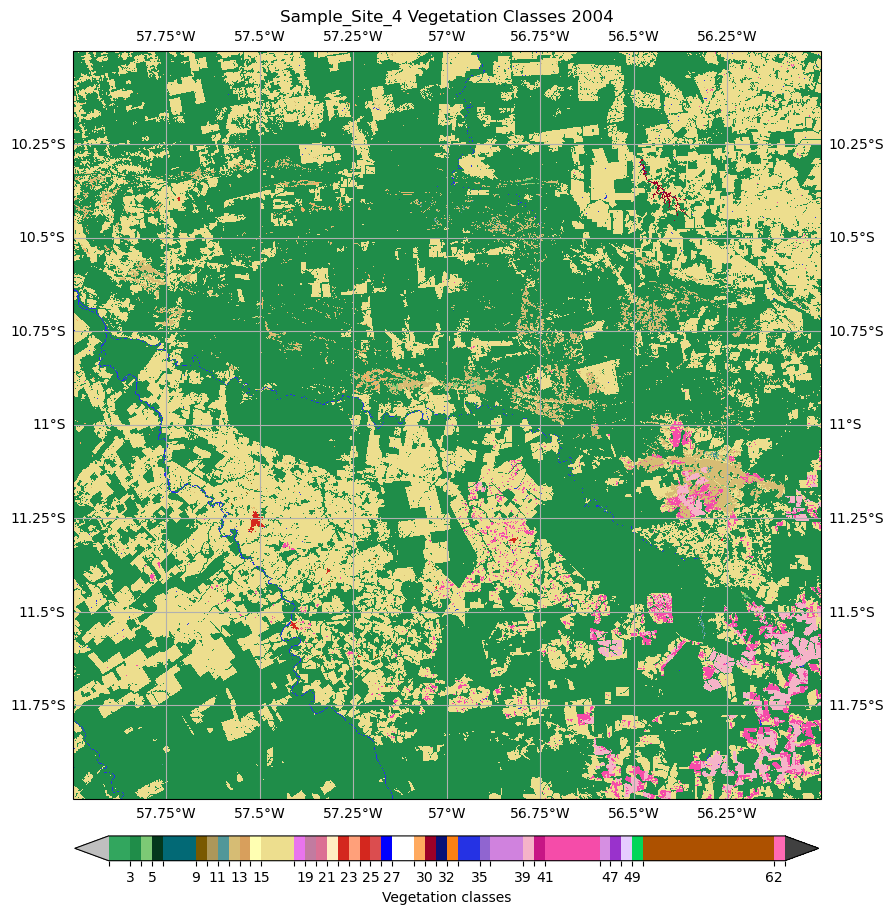 Sample_Site_4 Vegetation Classes 2004
57.75°W 57.5°W 57.25°W 57°W 56.75°W 56.5°W 56.25°W
10.25°S 10.25°S
10.5°S 10.5°S
10.75°S 10.75°S
11°S 11°S
11.25°S 11.25°S
11.5°S 11.5°S
11.75°S 11.75°S
57.75°W 57.5°W 57.25°W 57°W 56.75°W 56.5°W 56.25°W
3 5 9 11 13 15 19 21 23 25 27 30 32 35 39 41 47 49 62
Vegetation classes